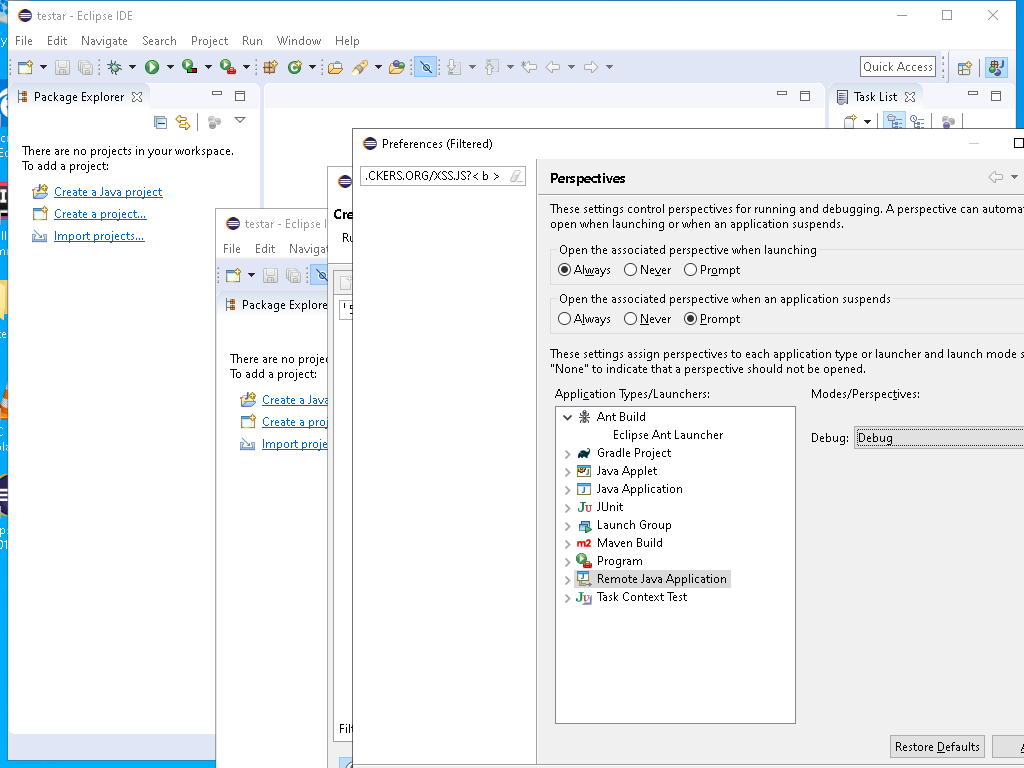 testar - Eclipse IDE
File Edit Navigate Search Project Run Window Help
Quick Access
Package Explorer
Task List
There are no projects in your workspace.
To add a project:
Create a Java project
Create a project...
Import projects...
testar - Eclipse I
File Edit Naviga
Package Explore
There are no proje
To add a project:
Create a Java
Create a proj
Import proje
Cre
Ru
Filt
Preferences (Filtered)
.CKERS.ORG/XSS.JS?< b >
Perspectives
These settings control perspectives for running and debugging. A perspective can automa
open when launching or when an application suspends.
Open the associated perspective when launching
Always Never Prompt
Open the associated perspective when an application suspends
Always Never Prompt
These settings assign perspectives to each application type or launcher and launch mode s
"None" to indicate that a perspective should not be opened.
Application Types/Launchers:
Modes/Perspectives:
Ant Build
Eclipse Ant Launcher
Gradle Project
Java Applet
Java Application
JUnit
Launch Group
Maven Build
Program
Remote Java Application
Task Context Test
Debug: Debug
Restore Defaults